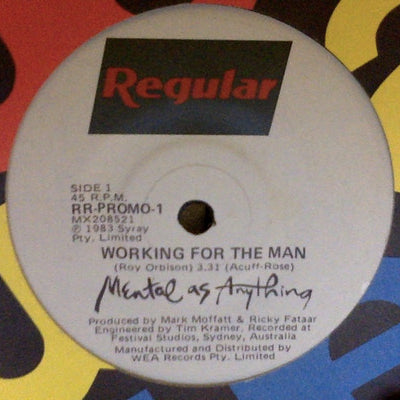 Regular
SIDE 1
45 R.P.M.
RR-PROMO-1
MX208521
℗ 1983 Syray
Pty. Limited
WORKING FOR THE MAN
(Roy Orbison) 3.31 (Acuff-Rose)
Mental as Anything
Produced by Mark Moffatt & Ricky Fataar
Engineered by Tim Kramer, Recorded at
Festival Studios, Sydney, Australia
Manufactured and Distributed by
WEA Records Pty. Limited